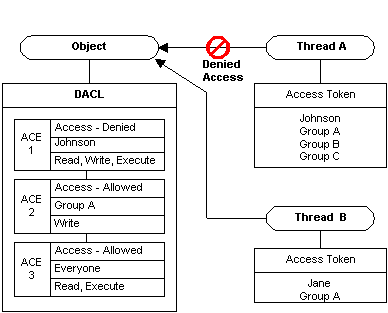 Object
Denied
Access
Thread A
DACL
ACE
1
Access - Denied
Johnson
Read, Write, Execute
ACE
2
Access - Allowed
Group A
Write
ACE
3
Access - Allowed
Everyone
Read, Execute
Access Token
Johnson
Group A
Group B
Group C
Thread B
Access Token
Jane
Group A